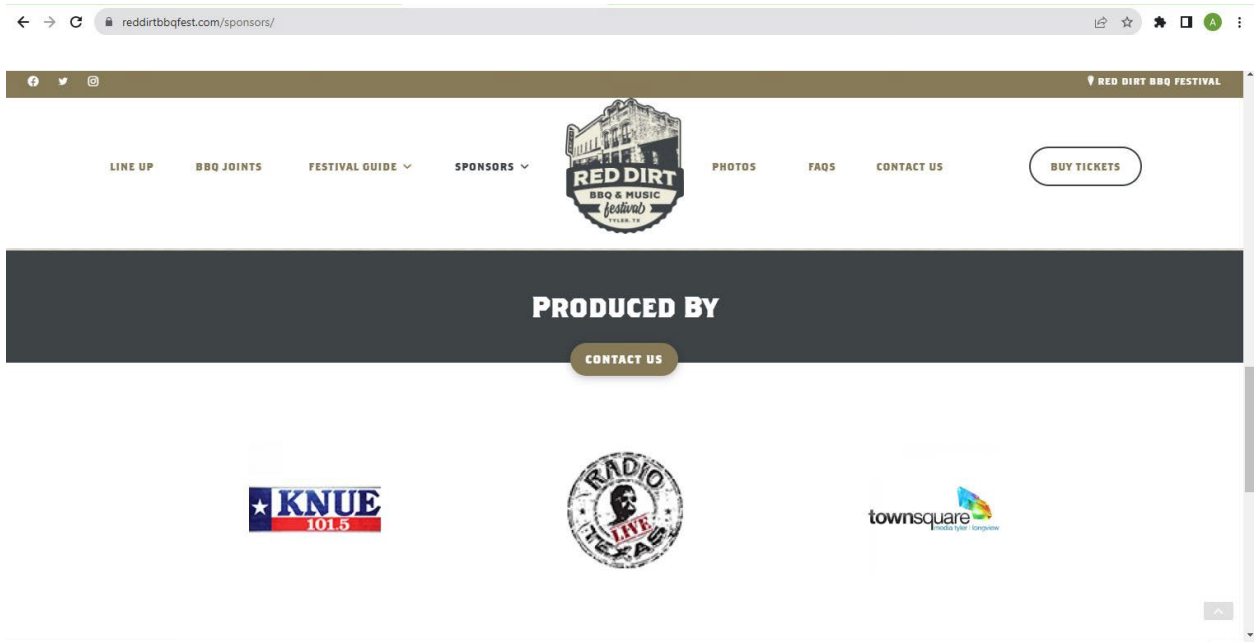 reddirtbbqfest.com/sponsors/
A
RED DIRT BBQ FESTIVAL
LINE UP
BBQ JOINTS
FESTIVAL GUIDE
SPONSORS
RED DIRT
BBQ & MUSIC
festival
TYLER, TX
PHOTOS
FAQS
CONTACT US
BUY TICKETS
PRODUCED BY
CONTACT US
KNUE
101.5
RADIO
LIVE
TEXAS
townsquare
media tyler | longview